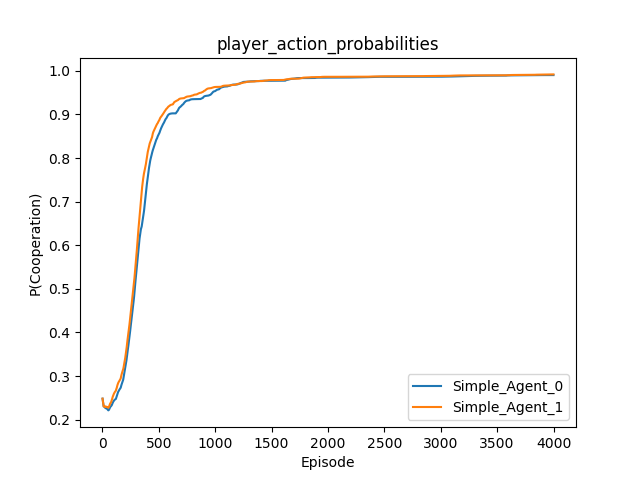 player_action_probabilities
1.0
0.9
0.8
0.7
0.6
0.5
0.4
0.3
0.2
P(Cooperation)
Simple_Agent_0
Simple_Agent_1
0 500 1000 1500 2000 2500 3000 3500 4000
Episode